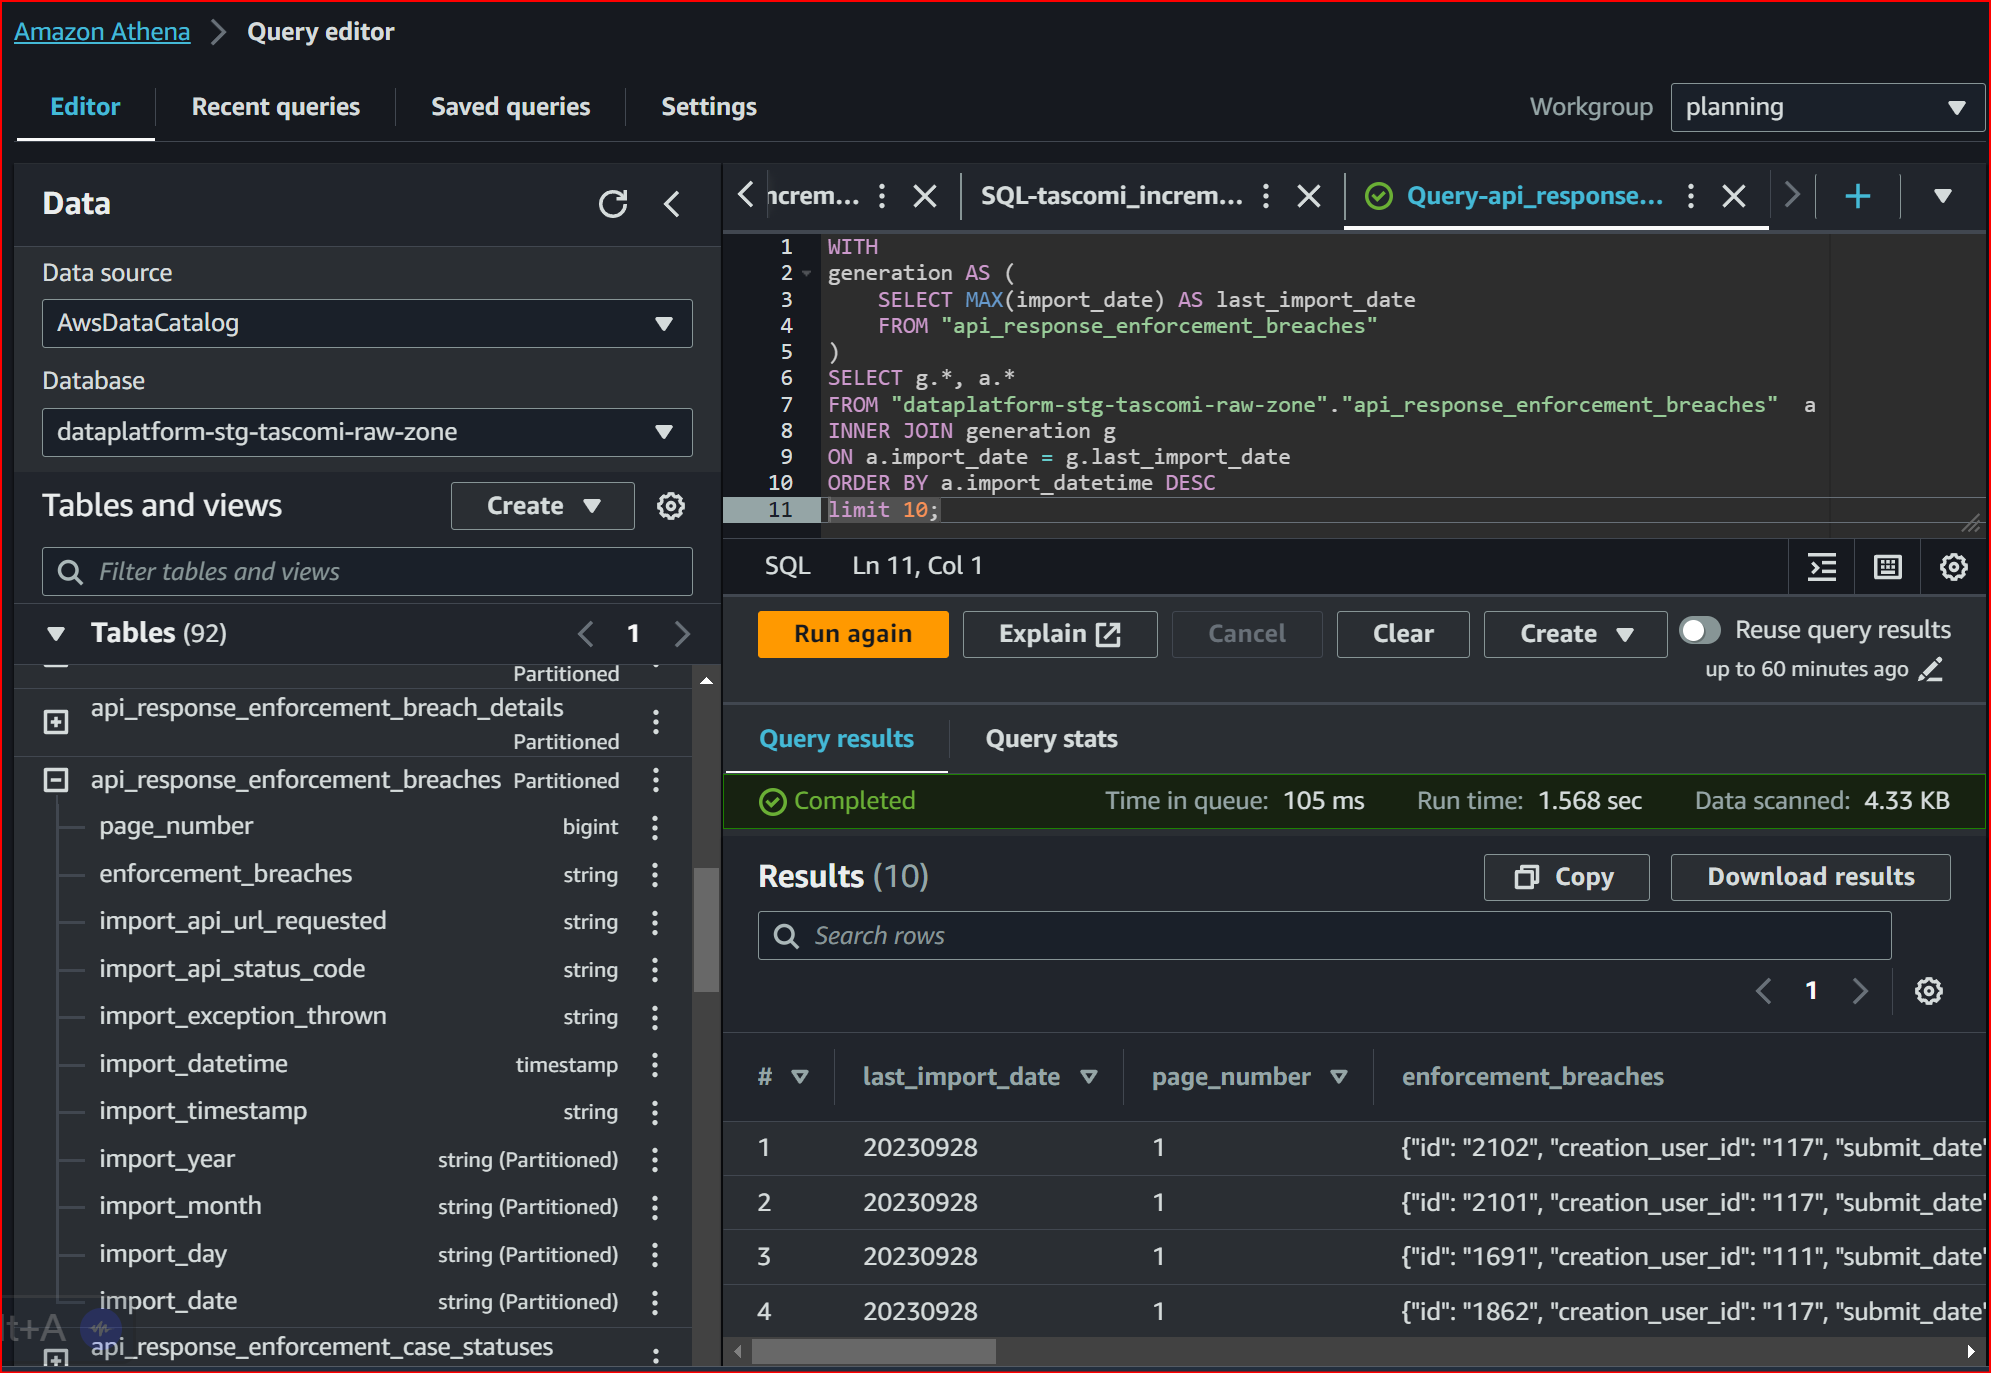 Amazon Athena > Query editor
Editor Recent queries Saved queries Settings
Workgroup planning
Data
Data source
AwsDataCatalog
Database
dataplatform-stg-tascomi-raw-zone
Tables and views Create
Filter tables and views
Tables (92) 1
Partitioned
api_response_enforcement_breach_details
Partitioned
api_response_enforcement_breaches Partitioned
page_number bigint
enforcement_breaches string
import_api_url_requested string
import_api_status_code string
import_exception_thrown string
import_datetime timestamp
import_timestamp string
import_year string (Partitioned)
import_month string (Partitioned)
import_day string (Partitioned)
import_date string (Partitioned)
lt+A
api_response_enforcement_case_statuses
ncrem... SQL-tascomi_increm... Query-api_response...
1 WITH
2 generation AS (
3 SELECT MAX(import_date) AS last_import_date
4 FROM "api_response_enforcement_breaches"
5 )
6 SELECT g.*, a.*
7 FROM "dataplatform-stg-tascomi-raw-zone"."api_response_enforcement_breaches" a
8 INNER JOIN generation g
9 ON a.import_date = g.last_import_date
10 ORDER BY a.import_datetime DESC
11 limit 10;
SQL Ln 11, Col 1
Run again Explain Cancel Clear Create Reuse query results
up to 60 minutes ago
Query results Query stats
Completed Time in queue: 105 ms Run time: 1.568 sec Data scanned: 4.33 KB
Results (10) Copy Download results
Search rows
1
# last_import_date page_number enforcement_breaches
1 20230928 1 {"id": "2102", "creation_user_id": "117", "submit_date"
2 20230928 1 {"id": "2101", "creation_user_id": "117", "submit_date"
3 20230928 1 {"id": "1691", "creation_user_id": "111", "submit_date"
4 20230928 1 {"id": "1862", "creation_user_id": "117", "submit_date"